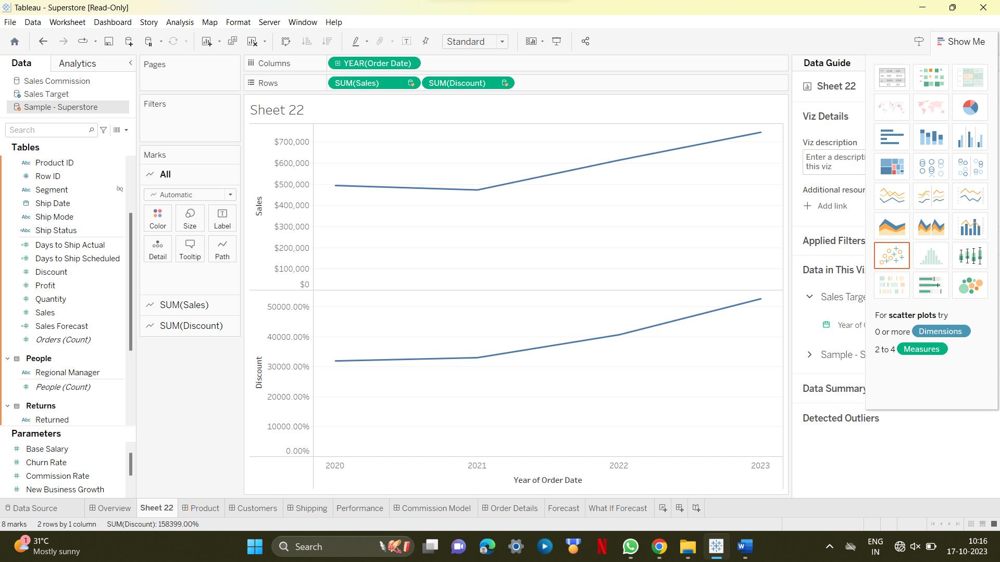 Tableau - Superstore [Read-Only]
File Data Worksheet Dashboard Story Analysis Map Format Server Window Help
Standard
Show Me
Data
Analytics
Sales Commission
Sales Target
Sample - Superstore
Search
Tables
Abc Product ID
Row ID
Abc Segment
Ship Date
Abc Ship Mode
=Abc Ship Status
Days to Ship Actual
Days to Ship Scheduled
Discount
Profit
Quantity
Sales
Sales Forecast
Orders (Count)
People
Abc Regional Manager
People (Count)
Returns
Abc Returned
Parameters
Base Salary
Churn Rate
Commission Rate
New Business Growth
Pages
Filters
Marks
All
Automatic
Color
Size
Label
Detail
Tooltip
Path
SUM(Sales)
SUM(Discount)
Columns
YEAR(Order Date)
Rows
SUM(Sales)
SUM(Discount)
Sheet 22
Sales
$700,000
$600,000
$500,000
$400,000
$300,000
$200,000
$100,000
$0
Discount
50000.00%
40000.00%
30000.00%
20000.00%
10000.00%
0.00%
2020
2021
2022
2023
Year of Order Date
Data Guide
Sheet 22
Viz Details
Viz description
Enter a descripti
this viz
Additional resour
Add link
Applied Filters
Data in This Vi
Sales Targe
Year of
Sample - S
Data Summary
Detected Outliers
For scatter plots try
0 or more Dimensions
2 to 4 Measures
Data Source
Overview
Sheet 22
Product
Customers
Shipping
Performance
Commission Model
Order Details
Forecast
What If Forecast
8 marks
2 rows by 1 column
SUM(Discount): 158399.00%
1
31°C
Mostly sunny
Search
ENG
IN
10:16
17-10-2023